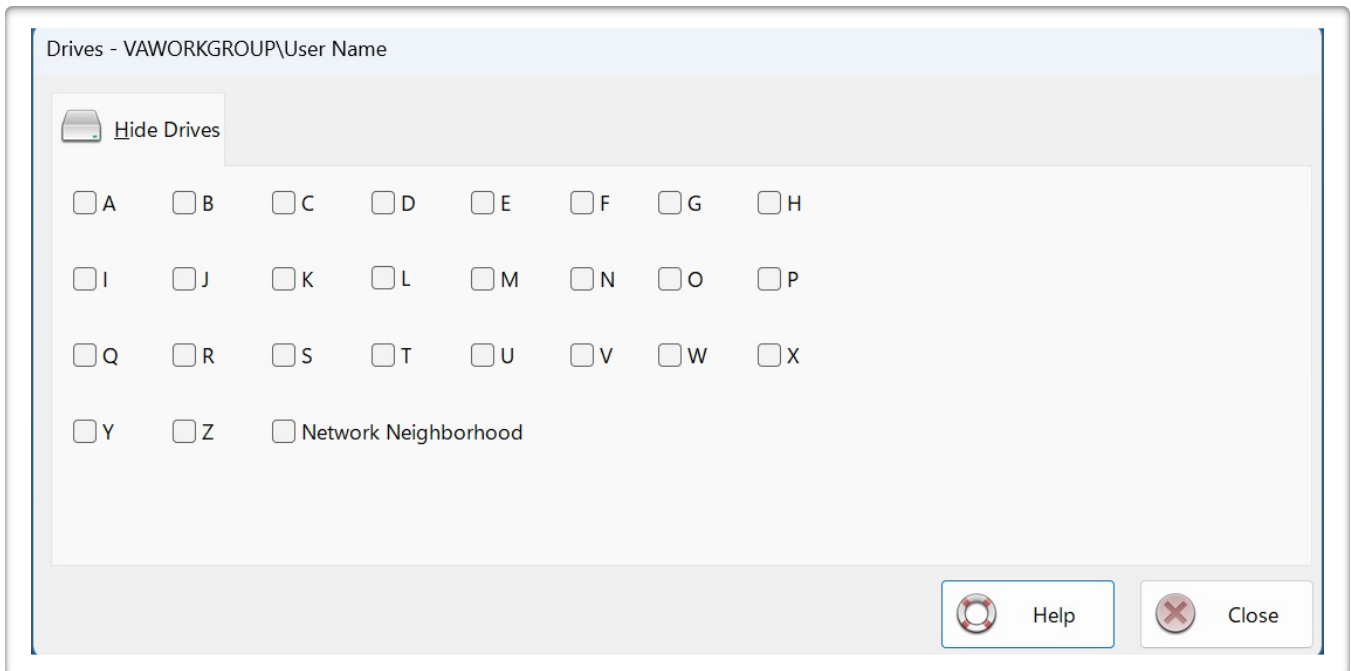 Drives - VAWORKGROUP\User Name
Hide Drives
A B C D E F G H
I J K L M N O P
Q R S T U V W X
Y Z Network Neighborhood
Help Close